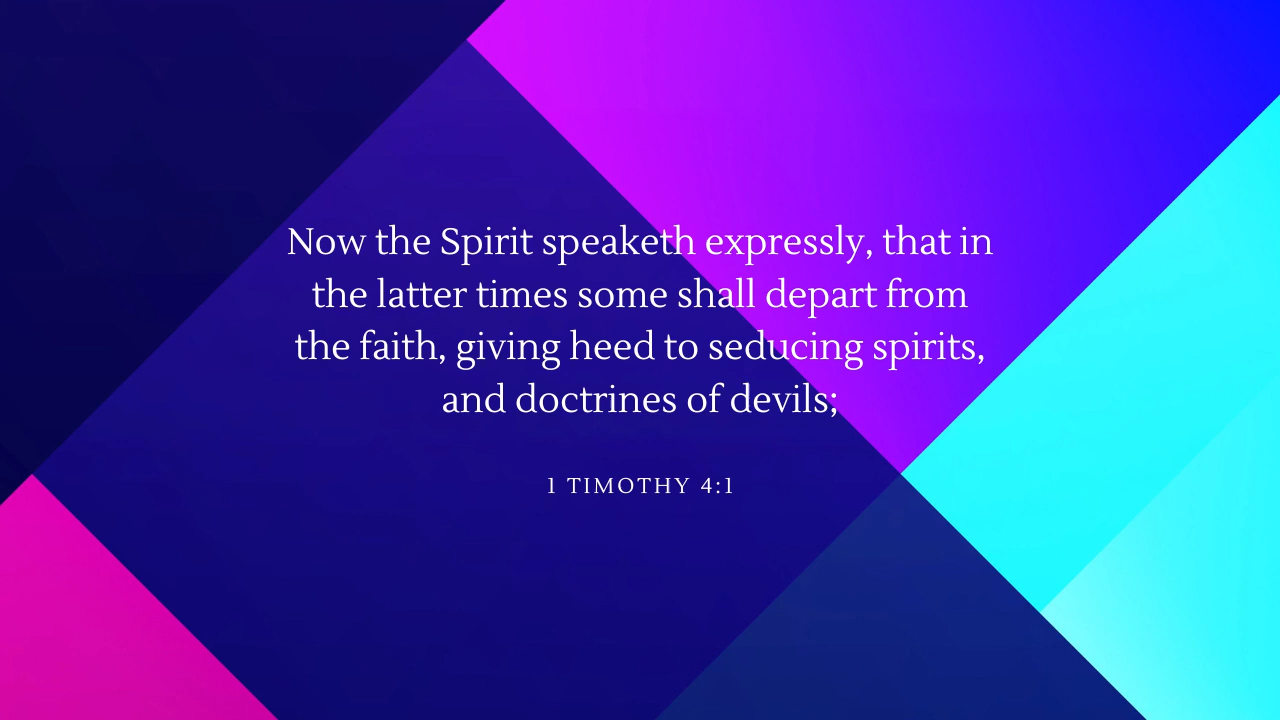 Now the Spirit speaketh expressly, that in
the latter times some shall depart from
the faith, giving heed to seducing spirits,
and doctrines of devils;
1 TIMOTHY 4:1